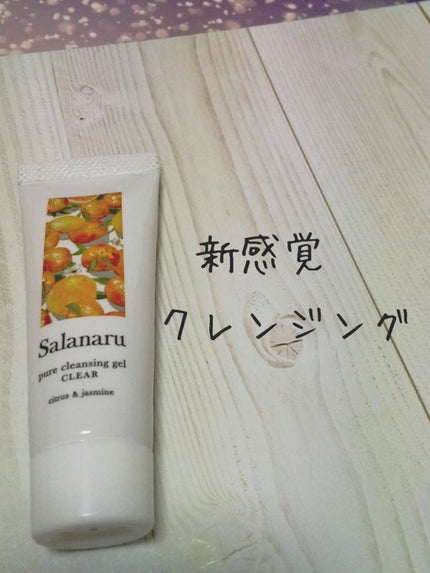 新感覚
クレンジング
Salanaru
pure cleansing gel
CLEAR
citrus & jasmine